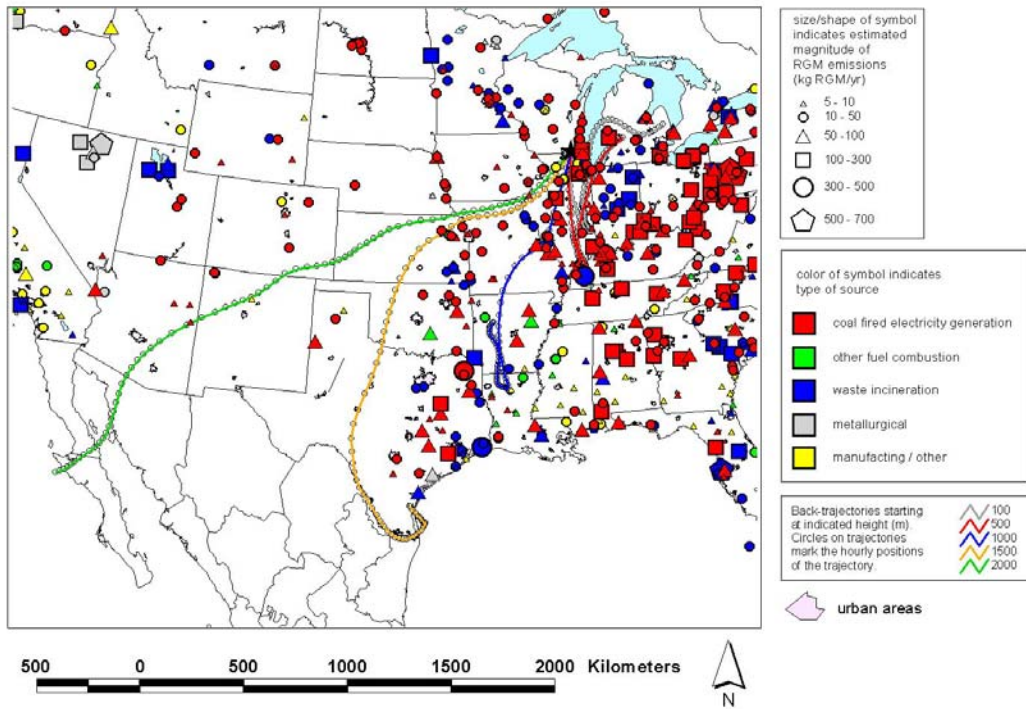 size/shape of symbol
indicates estimated
magnitude of
RGM emissions
(kg RGM/yr)
5 - 10
10 - 50
50 -100
100 -300
300 - 500
500 - 700
color of symbol indicates
type of source
coal fired electricity generation
other fuel combustion
waste incineration
metallurgical
manufacting / other
Back-trajectories starting
at indicated height (m).
Circles on trajectories
mark the hourly positions
of the trajectory.
100
500
1000
1500
2000
urban areas
500 0 500 1000 1500 2000 Kilometers
N